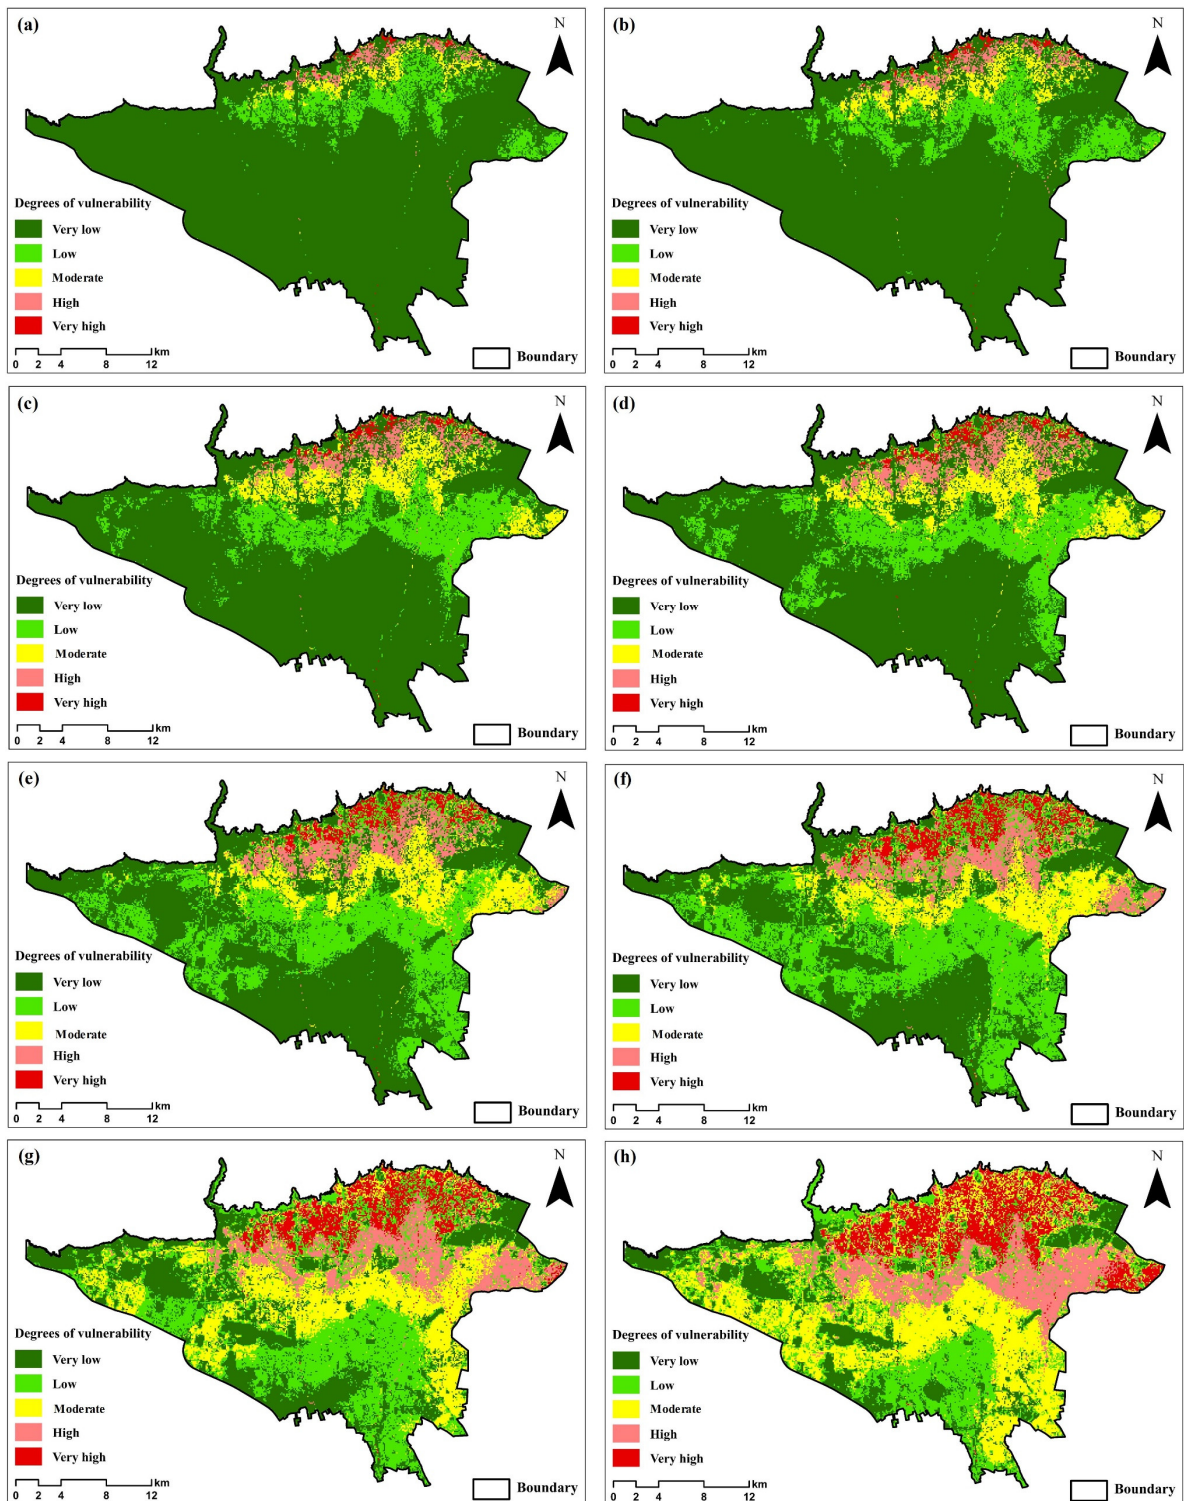 (a)
N
Degrees of vulnerability
Very low
Low
Moderate
High
Very high
km
0 2 4 8 12
Boundary
(b)
N
Degrees of vulnerability
Very low
Low
Moderate
High
Very high
km
0 2 4 8 12
Boundary
(c)
N
Degrees of vulnerability
Very low
Low
Moderate
High
Very high
km
0 2 4 8 12
Boundary
(d)
N
Degrees of vulnerability
Very low
Low
Moderate
High
Very high
km
0 2 4 8 12
Boundary
(e)
N
Degrees of vulnerability
Very low
Low
Moderate
High
Very high
km
0 2 4 8 12
Boundary
(f)
N
Degrees of vulnerability
Very low
Low
Moderate
High
Very high
km
0 2 4 8 12
Boundary
(g)
N
Degrees of vulnerability
Very low
Low
Moderate
High
Very high
km
0 2 4 8 12
Boundary
(h)
N
Degrees of vulnerability
Very low
Low
Moderate
High
Very high
km
0 2 4 8 12
Boundary